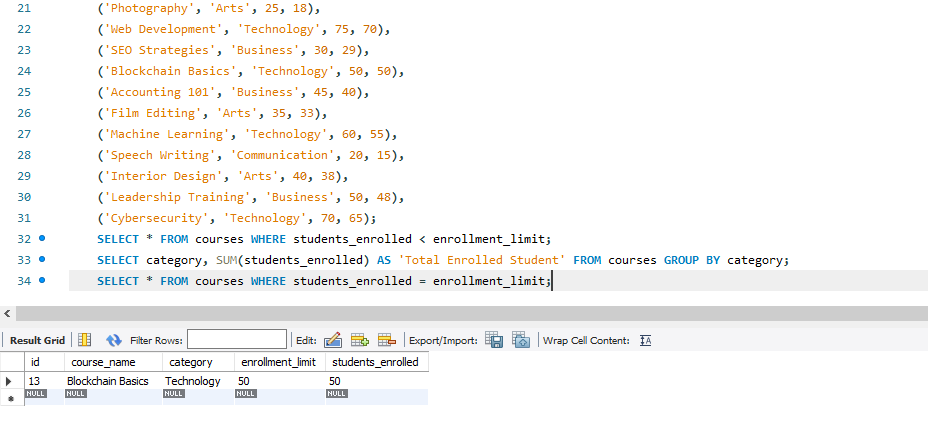 21 ('Photography', 'Arts', 25, 18),
22 ('Web Development', 'Technology', 75, 70),
23 ('SEO Strategies', 'Business', 30, 29),
24 ('Blockchain Basics', 'Technology', 50, 50),
25 ('Accounting 101', 'Business', 45, 40),
26 ('Film Editing', 'Arts', 35, 33),
27 ('Machine Learning', 'Technology', 60, 55),
28 ('Speech Writing', 'Communication', 20, 15),
29 ('Interior Design', 'Arts', 40, 38),
30 ('Leadership Training', 'Business', 50, 48),
31 ('Cybersecurity', 'Technology', 70, 65);
32 SELECT * FROM courses WHERE students_enrolled < enrollment_limit;
33 SELECT category, SUM(students_enrolled) AS 'Total Enrolled Student' FROM courses GROUP BY category;
34 SELECT * FROM courses WHERE students_enrolled = enrollment_limit;
Result Grid Filter Rows: Edit: Export/Import: Wrap Cell Content: IA
id course_name category enrollment_limit students_enrolled
13 Blockchain Basics Technology 50 50
NULL NULL NULL NULL NULL